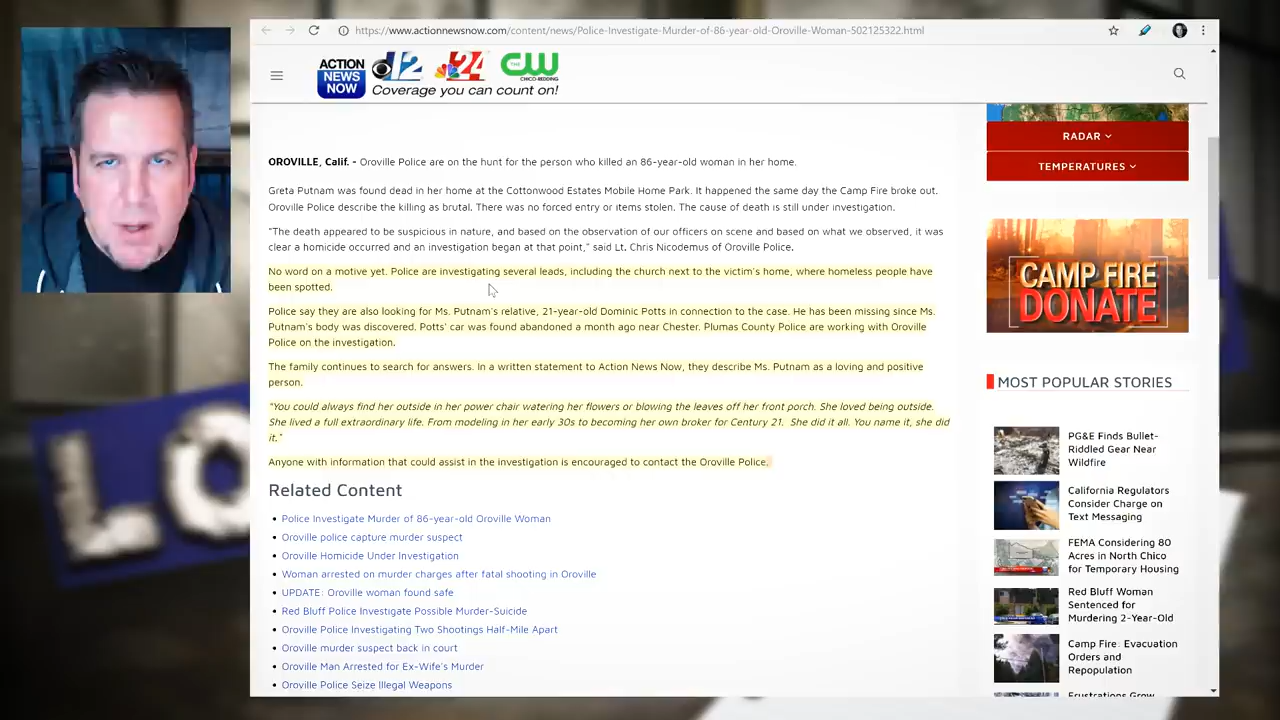 https://www.actionnewsnow.com/content/news/Police-Investigate-Murder-of-86-year-old-Oroville-Woman-502125322.html
ACTION
NEWS
NOW
12
24
THE
CW
CHICO-REDDING
Coverage you can count on!
RADAR
TEMPERATURES
OROVILLE, Calif. - Oroville Police are on the hunt for the person who killed an 86-year-old woman in her home.
Greta Putnam was found dead in her home at the Cottonwood Estates Mobile Home Park. It happened the same day the Camp Fire broke out.
Oroville Police describe the killing as brutal. There was no forced entry or items stolen. The cause of death is still under investigation.
"The death appeared to be suspicious in nature, and based on the observation of our officers on scene and based on what we observed, it was
clear a homicide occurred and an investigation began at that point," said Lt. Chris Nicodemus of Oroville Police.
No word on a motive yet. Police are investigating several leads, including the church next to the victim's home, where homeless people have
been spotted.
Police say they are also looking for Ms. Putnam's relative, 21-year-old Dominic Potts in connection to the case. He has been missing since Ms.
Putnam's body was discovered. Potts' car was found abandoned a month ago near Chester. Plumas County Police are working with Oroville
Police on the investigation.
The family continues to search for answers. In a written statement to Action News Now, they describe Ms. Putnam as a loving and positive
person.
"You could always find her outside in her power chair watering her flowers or blowing the leaves off her front porch. She loved being outside.
She lived a full extraordinary life. From modeling in her early 30s to becoming her own broker for Century 21. She did it all. You name it, she did
it."
Anyone with information that could assist in the investigation is encouraged to contact the Oroville Police,
Related Content
Police Investigate Murder of 86-year-old Oroville Woman
Oroville police capture murder suspect
Oroville Homicide Under Investigation
Woman arrested on murder charges after fatal shooting in Oroville
UPDATE: Oroville woman found safe
Red Bluff Police Investigate Possible Murder-Suicide
Oroville Police Investigating Two Shootings Half-Mile Apart
Oroville murder suspect back in court
Oroville Man Arrested for Ex-Wife's Murder
Oroville Police Seize Illegal Weapons
CAMP FIRE
DONATE
MOST POPULAR STORIES
PG&E Finds Bullet-
Riddled Gear Near
Wildfire
California Regulators
Consider Charge on
Text Messaging
FEMA Considering 80
Acres in North Chico
for Temporary Housing
Red Bluff Woman
Sentenced for
Murdering 2-Year-Old
Camp Fire: Evacuation
Orders and
Repopulation
Frustrations Grow
LO